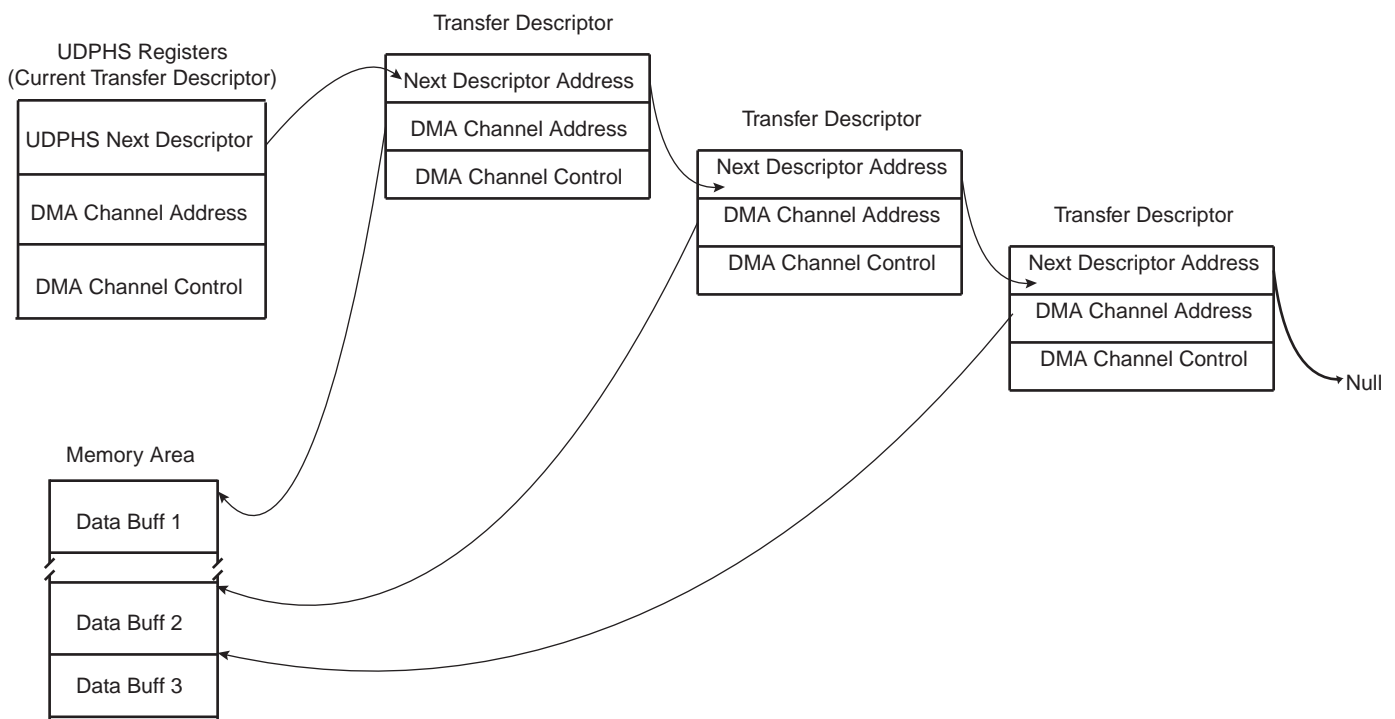 UDPHS Registers
(Current Transfer Descriptor)
UDPHS Next Descriptor
DMA Channel Address
DMA Channel Control
Transfer Descriptor
Next Descriptor Address
DMA Channel Address
DMA Channel Control
Transfer Descriptor
Next Descriptor Address
DMA Channel Address
DMA Channel Control
Transfer Descriptor
Next Descriptor Address
DMA Channel Address
DMA Channel Control
Null
Memory Area
Data Buff 1
Data Buff 2
Data Buff 3